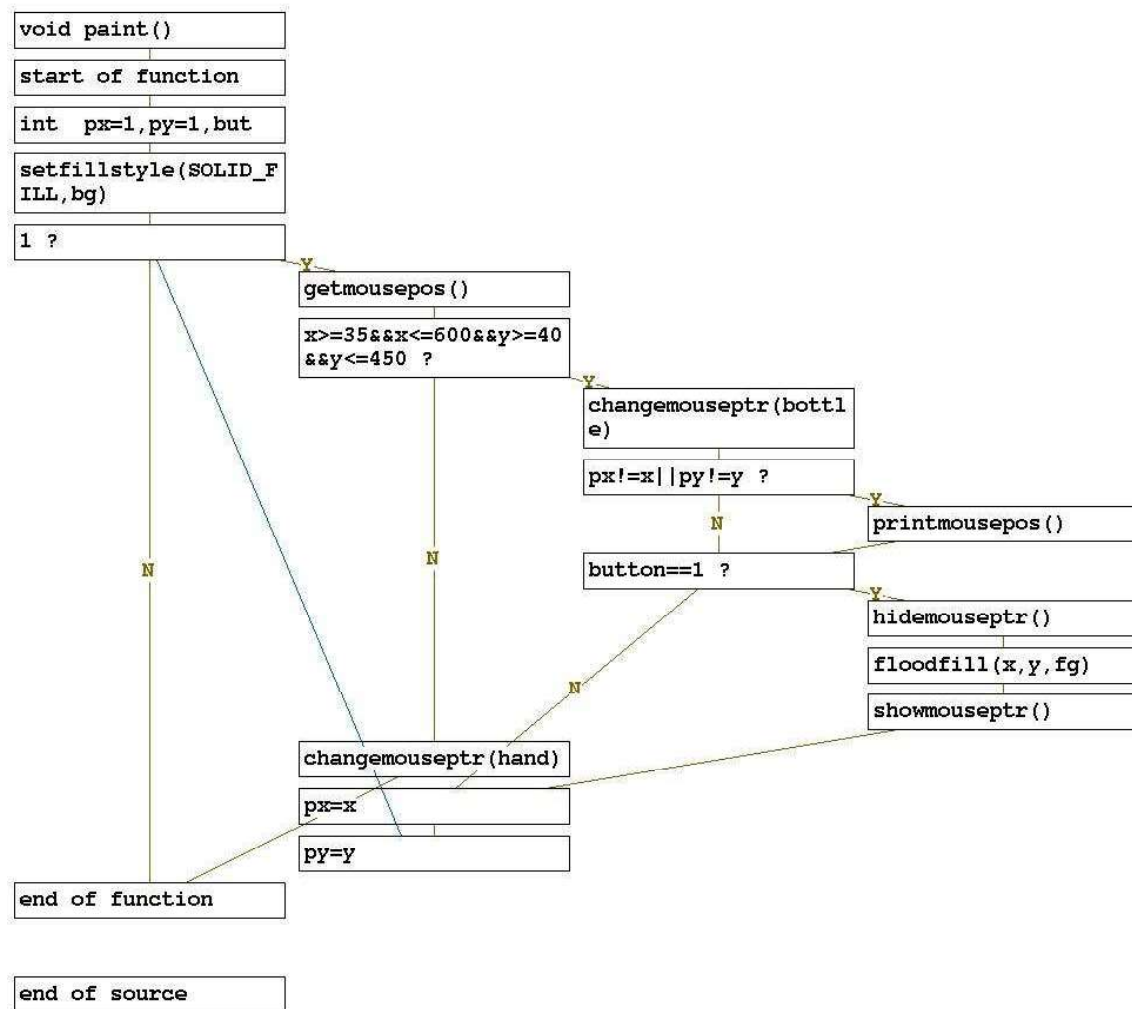 void paint()
start of function
int  px=1,py=1,but
setfillstyle(SOLID_F
ILL,bg)
1 ?
Y
getmousepos()
x>=35&&x<=600&&y>=40
&&y<=450 ?
Y
changemouseptr(bottl
e)
px!=x||py!=y ?
Y
N
printmousepos()
N
N
button==1 ?
Y
hidemouseptr()
floodfill(x,y,fg)
N
showmouseptr()
changemouseptr(hand)
px=x
py=y
end of function
end of source